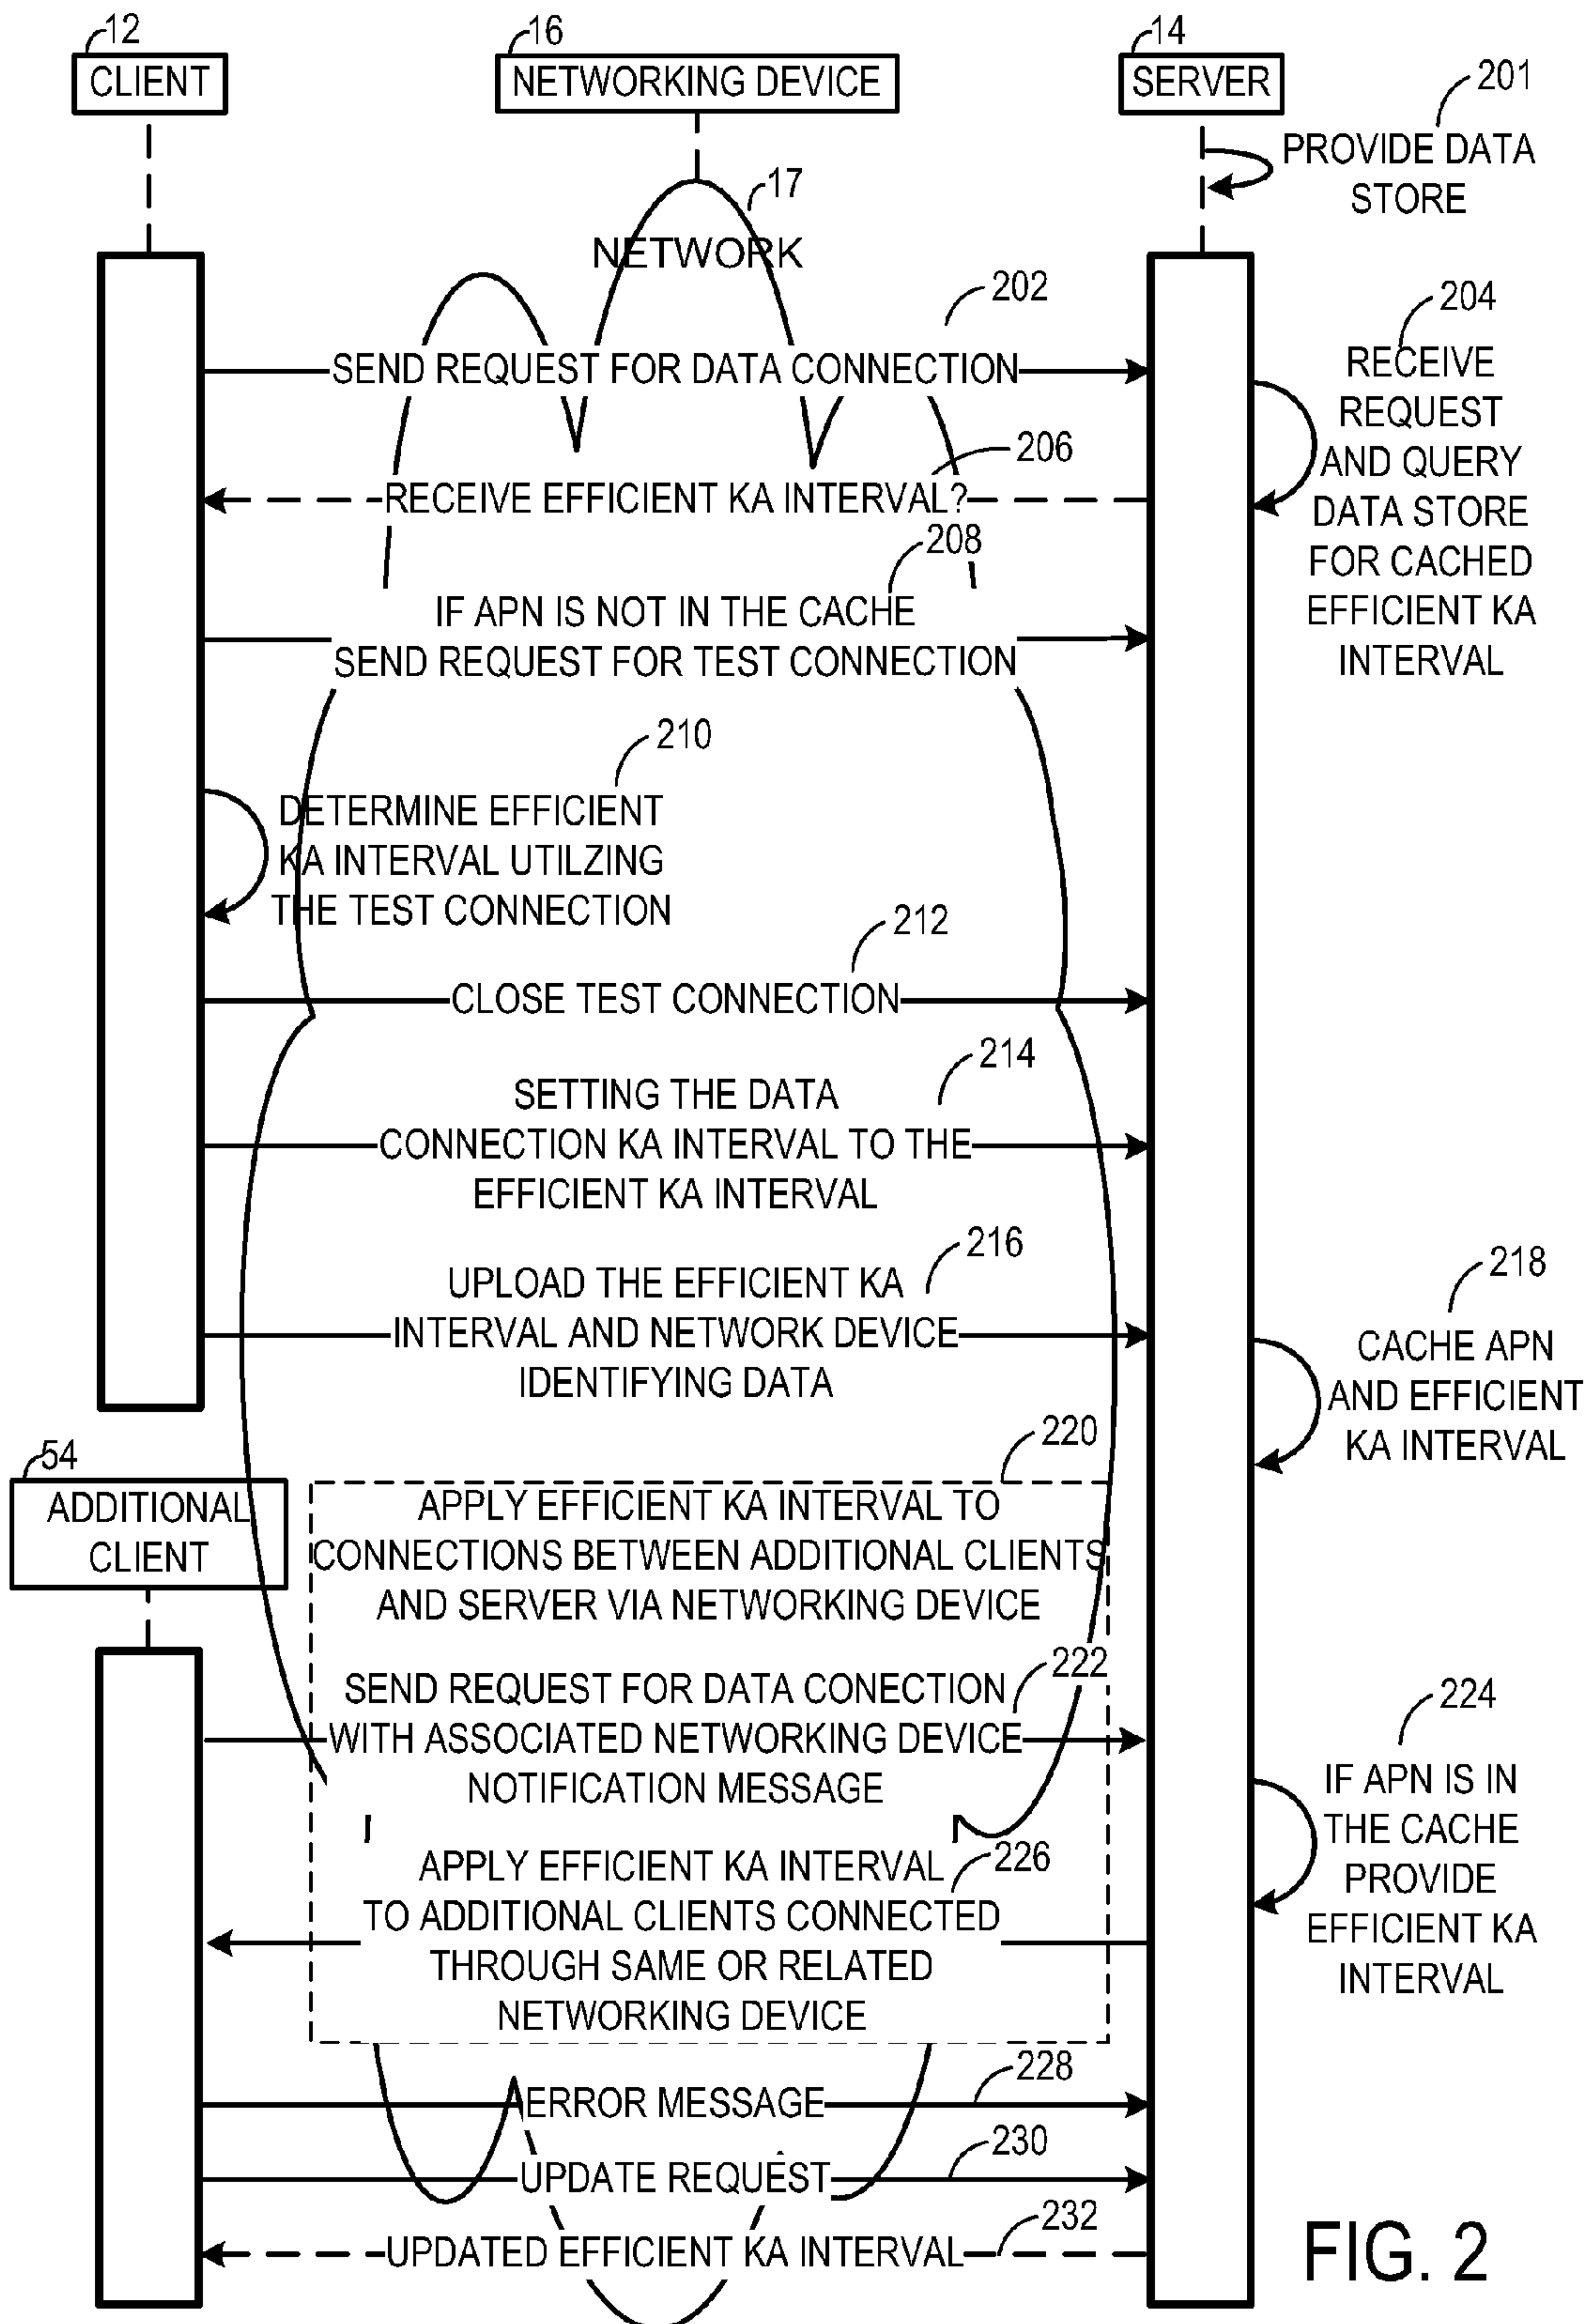 12
CLIENT
16
NETWORKING DEVICE
14
SERVER
201
PROVIDE DATA
STORE
17
NETWORK
202
SEND REQUEST FOR DATA CONNECTION
204
RECEIVE
REQUEST
AND QUERY
DATA STORE
FOR CACHED
EFFICIENT KA
INTERVAL
206
RECEIVE EFFICIENT KA INTERVAL?
208
IF APN IS NOT IN THE CACHE
SEND REQUEST FOR TEST CONNECTION
210
DETERMINE EFFICIENT
KA INTERVAL UTILZING
THE TEST CONNECTION
212
CLOSE TEST CONNECTION
214
SETTING THE DATA
CONNECTION KA INTERVAL TO THE
EFFICIENT KA INTERVAL
216
UPLOAD THE EFFICIENT KA
INTERVAL AND NETWORK DEVICE
IDENTIFYING DATA
218
CACHE APN
AND EFFICIENT
KA INTERVAL
54
ADDITIONAL
CLIENT
220
APPLY EFFICIENT KA INTERVAL TO
CONNECTIONS BETWEEN ADDITIONAL CLIENTS
AND SERVER VIA NETWORKING DEVICE
222
SEND REQUEST FOR DATA CONECTION
WITH ASSOCIATED NETWORKING DEVICE
NOTIFICATION MESSAGE
224
IF APN IS IN
THE CACHE
PROVIDE
EFFICIENT KA
INTERVAL
226
APPLY EFFICIENT KA INTERVAL
TO ADDITIONAL CLIENTS CONNECTED
THROUGH SAME OR RELATED
NETWORKING DEVICE
228
ERROR MESSAGE
230
UPDATE REQUEST
232
UPDATED EFFICIENT KA INTERVAL
FIG. 2